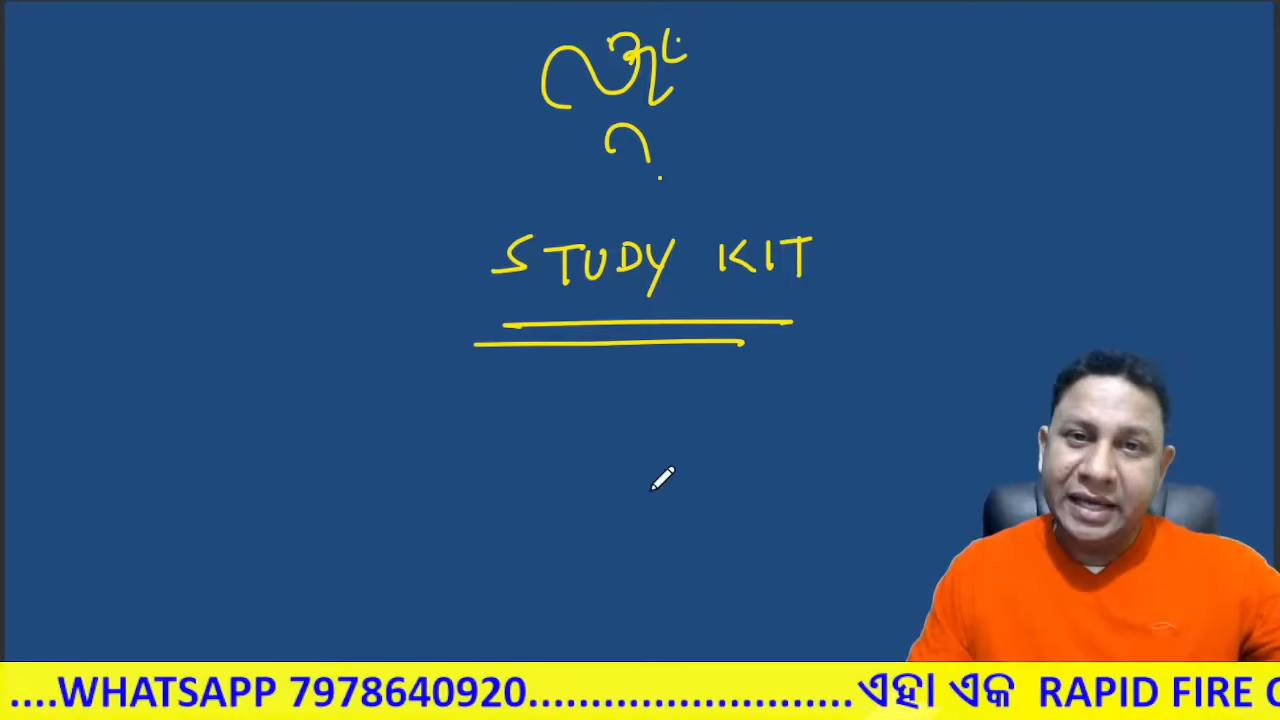 STUDY KIT
....WHATSAPP 7978640920.......................... ଏହା ଏକ RAPID FIRE